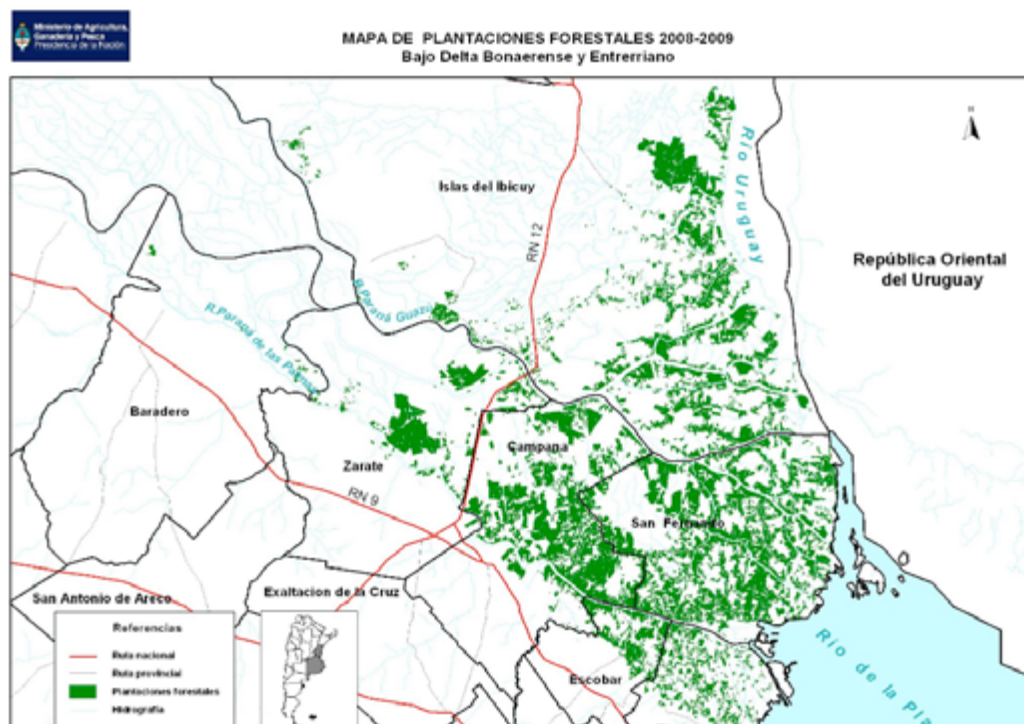 Ministerio de Agricultura,
Ganadería y Pesca
Presidencia de la Nación
MAPA DE PLANTACIONES FORESTALES 2008-2009
Bajo Delta Bonaerense y Entrerriano
N
Islas del Ibicuy
Río Uruguay
RN 12
República Oriental
del Uruguay
R.Paraná Guazú
R.Paraná de las Palmas
Baradero
Campana
Zarate
RN 9
San Fernando
San Antonio de Areco
Exaltacion de la Cruz
Escobar
Río de la Pla
Referencias
Ruta nacional
Ruta provincial
Plantaciones forestales
Hidrografía